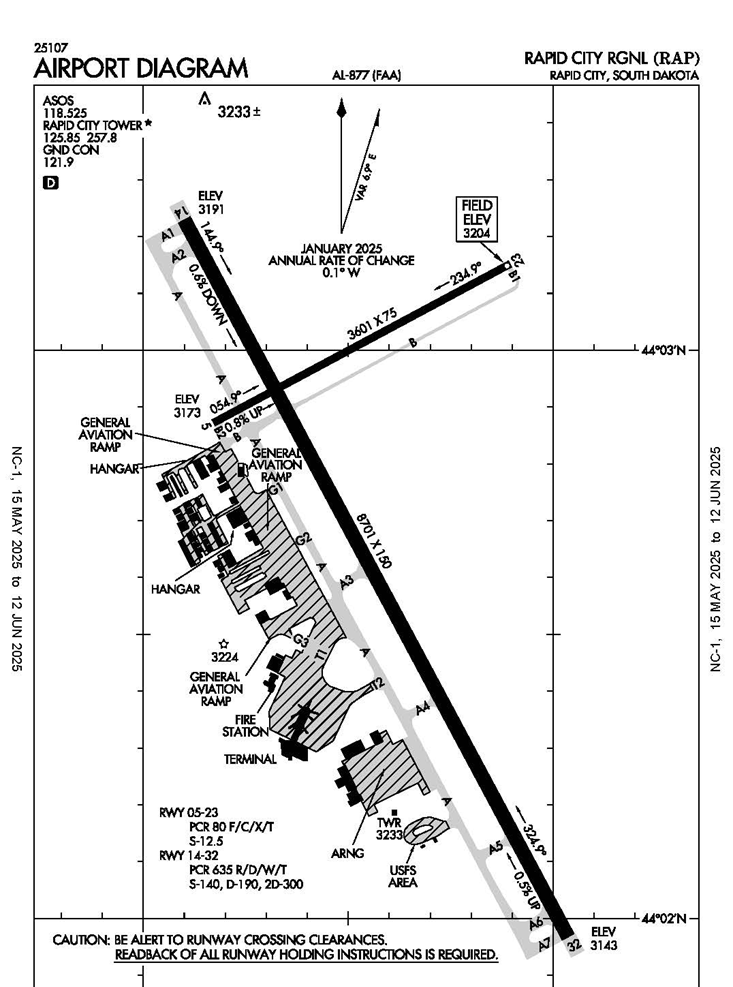 25107
AIRPORT DIAGRAM
AL-877 (FAA)
RAPID CITY RGNL (RAP)
RAPID CITY, SOUTH DAKOTA
ASOS
118.525
RAPID CITY TOWER*
125.85 257.8
GND CON
121.9
D
3233±
VAR 6.9° E
JANUARY 2025
ANNUAL RATE OF CHANGE
0.1° W
FIELD
ELEV
3204
ELEV
3191
14
A1
A2
A
144.9°
0.6% DOWN
234.9°
23
B1
3601 X 75
B
44°03'N
A
ELEV
3173
054.9°
5
B2
0.8% UP
B
A
GENERAL
AVIATION
RAMP
HANGAR
GENERAL
AVIATION
RAMP
G1
G2
8701 X 150
A
A3
HANGAR
3224
G3
T1
A
T2
GENERAL
AVIATION
RAMP
FIRE
STATION
TERMINAL
A4
A
RWY 05-23
PCR 80 F/C/X/T
S-12.5
RWY 14-32
PCR 635 R/D/W/T
S-140, D-190, 2D-300
TWR
3233
ARNG
USFS
AREA
324.9°
A5
0.5% UP
44°02'N
A6
A7
32
ELEV
3143
CAUTION: BE ALERT TO RUNWAY CROSSING CLEARANCES.
READBACK OF ALL RUNWAY HOLDING INSTRUCTIONS IS REQUIRED.
NC-1, 15 MAY 2025 to 12 JUN 2025
NC-1, 15 MAY 2025 to 12 JUN 2025